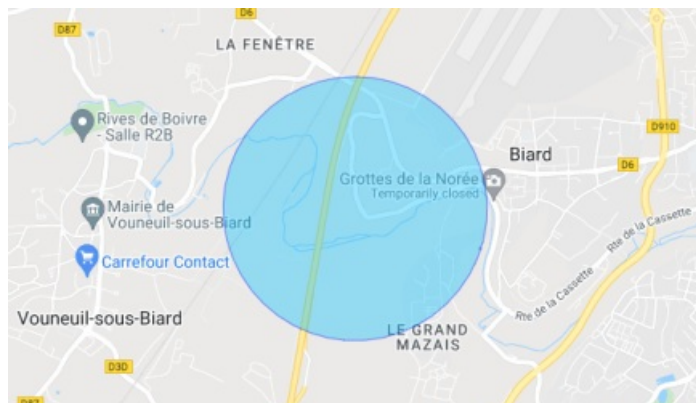 D87
D6
LA FENÊTRE
Rives de Boivre
- Salle R2B
D910
Biard
D6
Grottes de la Norée
Temporarily closed
Mairie de
Vouneuil-sous-Biard
Rte de la Cassette
Carrefour Contact
Rte de la Cassette
Vouneuil-sous-Biard
LE GRAND
MAZAIS
D3D
D87